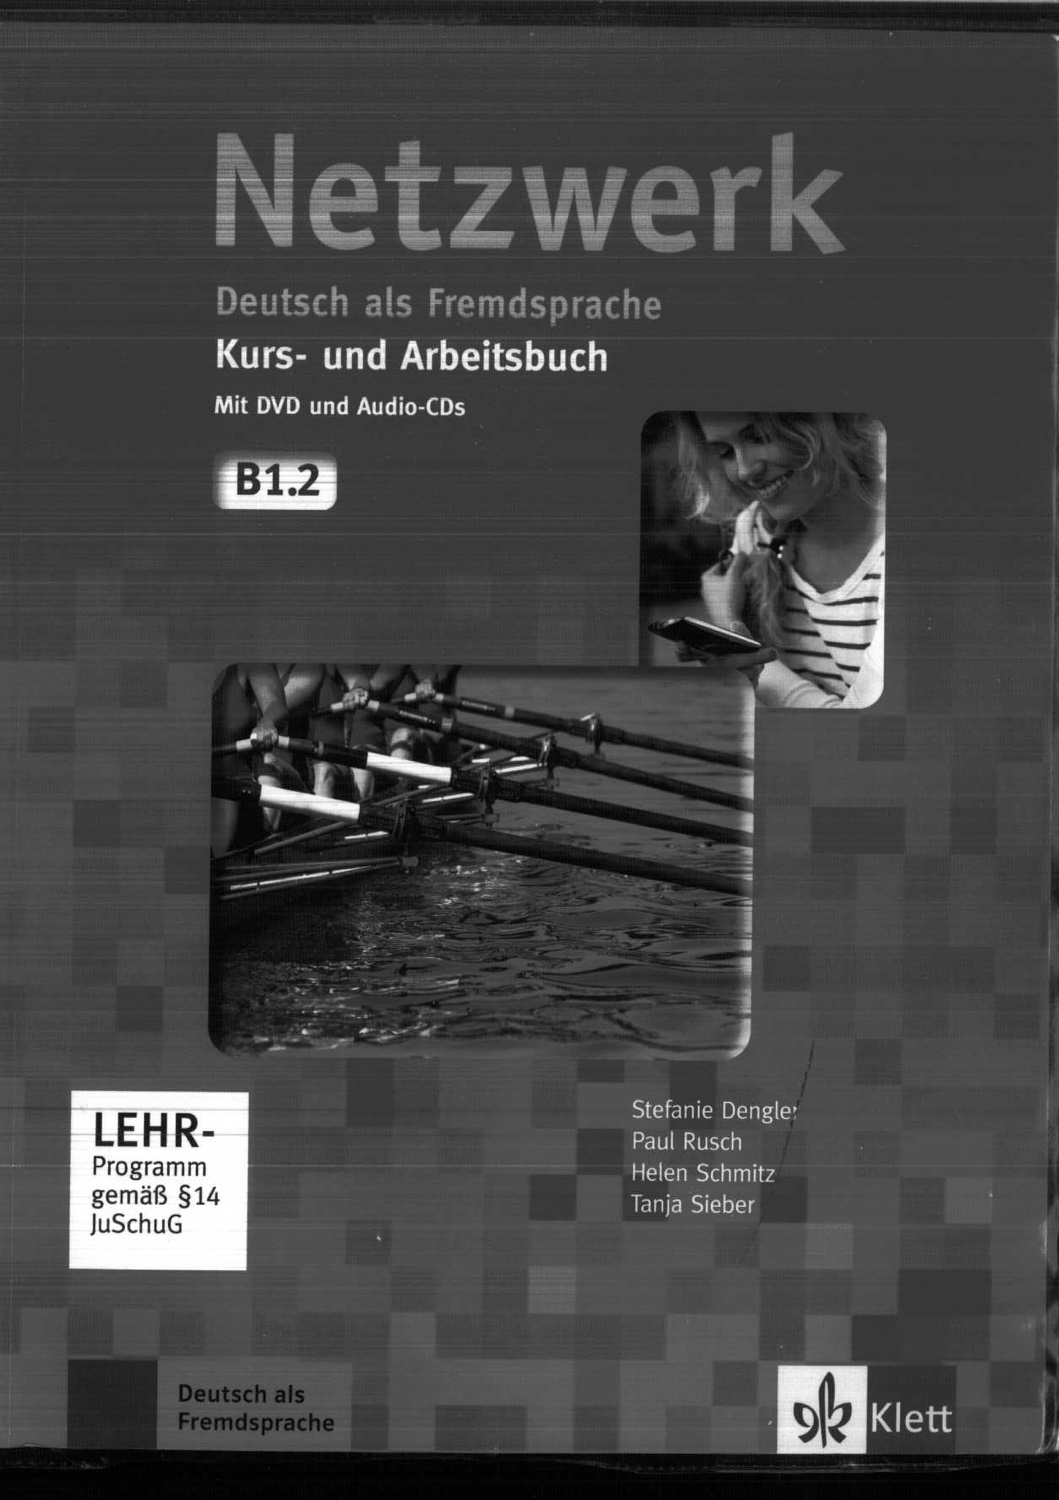 Netzwerk
Deutsch als Fremdsprache
Kurs- und Arbeitsbuch
Mit DVD und Audio-CDs
B1.2
Stefanie Dengler
Paul Rusch
Helen Schmitz
Tanja Sieber
LEHR-
Programm
gemäß §14
JuSchuG
Deutsch als
Fremdsprache
Klett